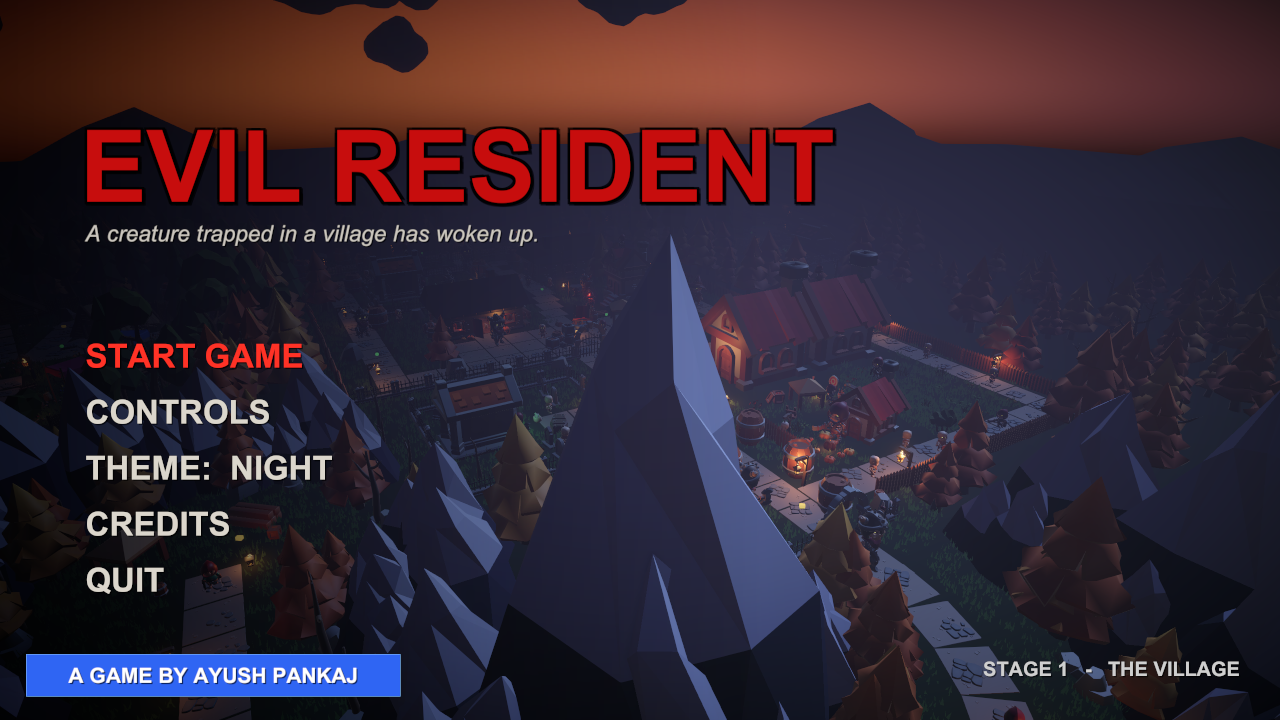 EVIL RESIDENT
A creature trapped in a village has woken up.
START GAME
CONTROLS
THEME: NIGHT
CREDITS
QUIT
A GAME BY AYUSH PANKAJ
STAGE 1 - THE VILLAGE